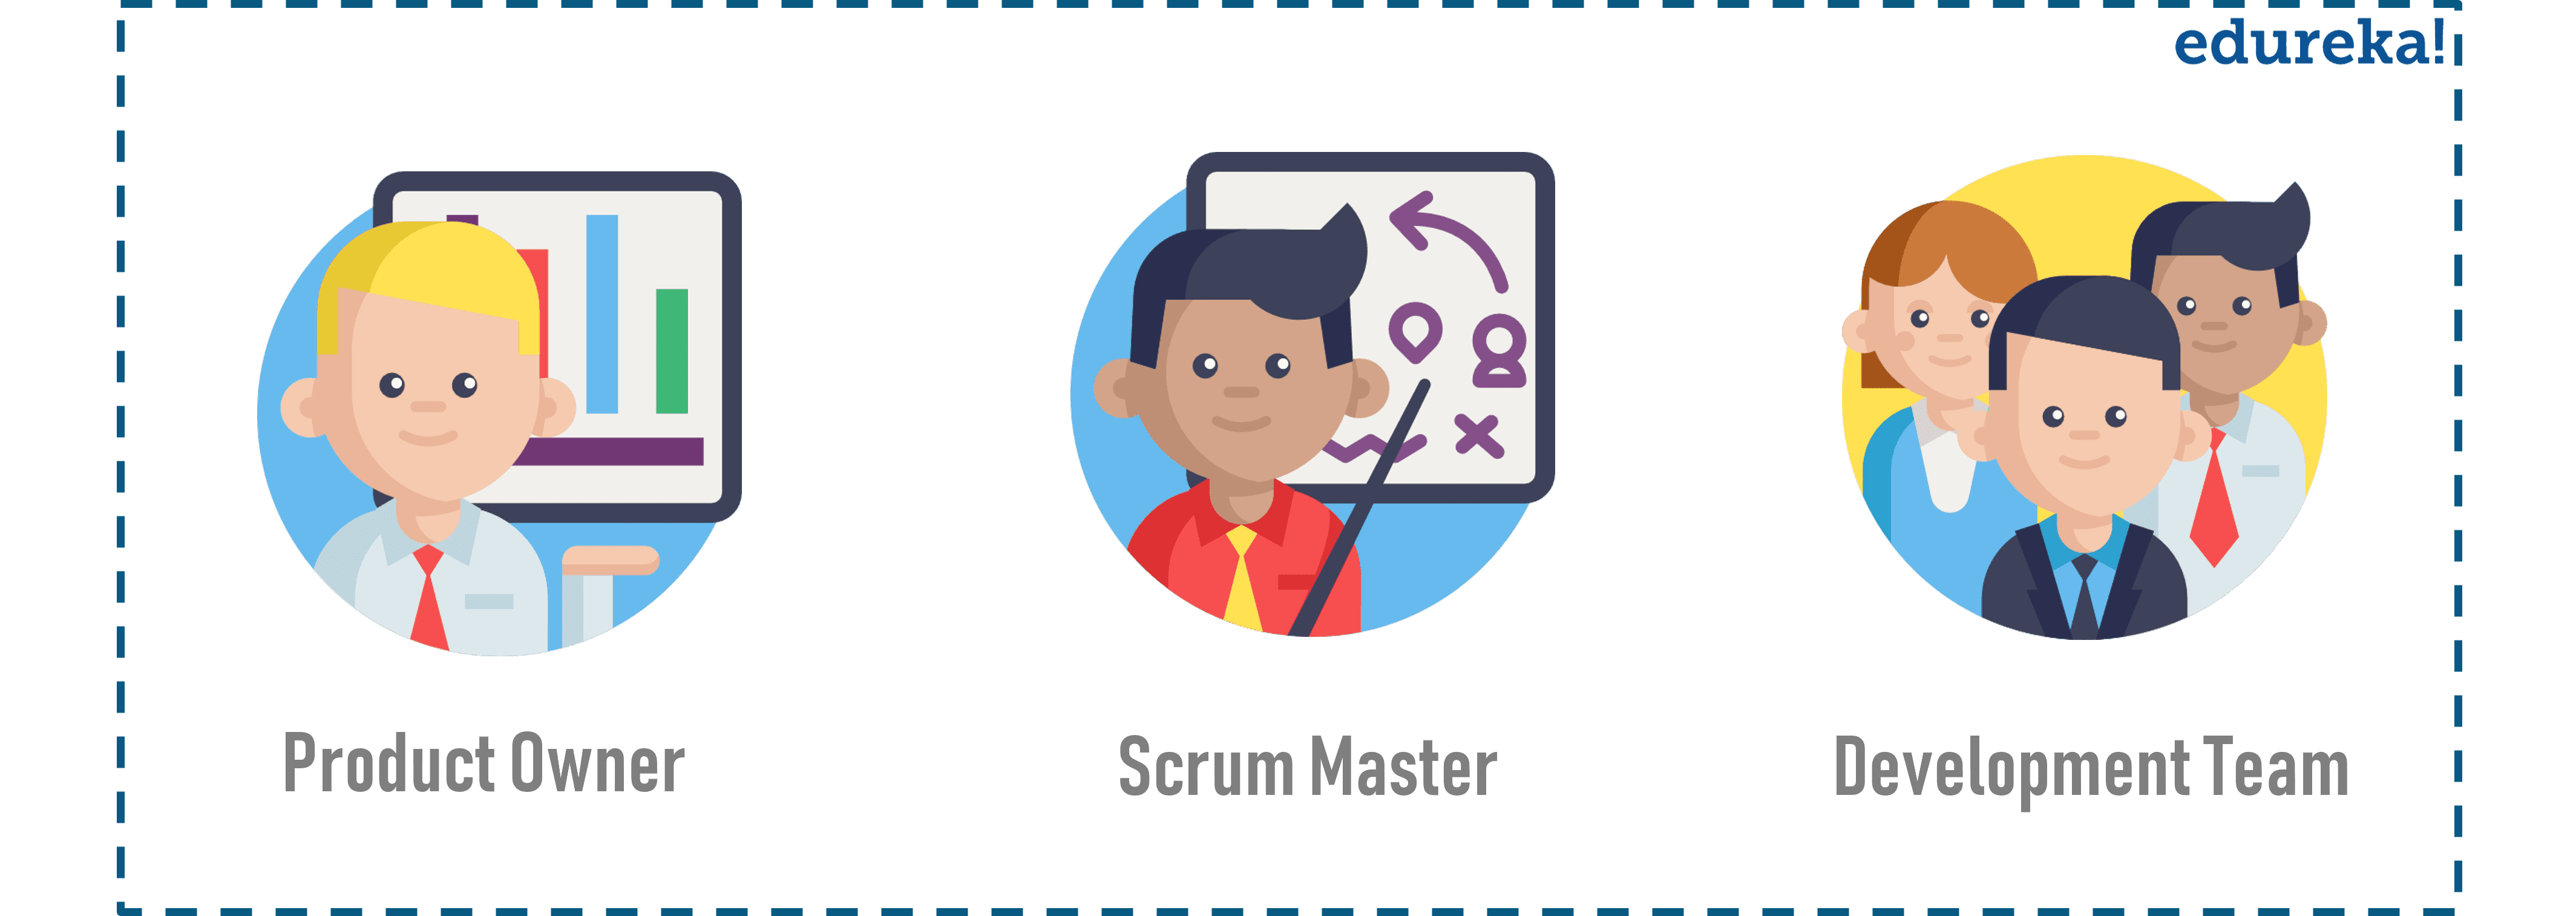 edureka!
Product Owner
Scrum Master
Development Team